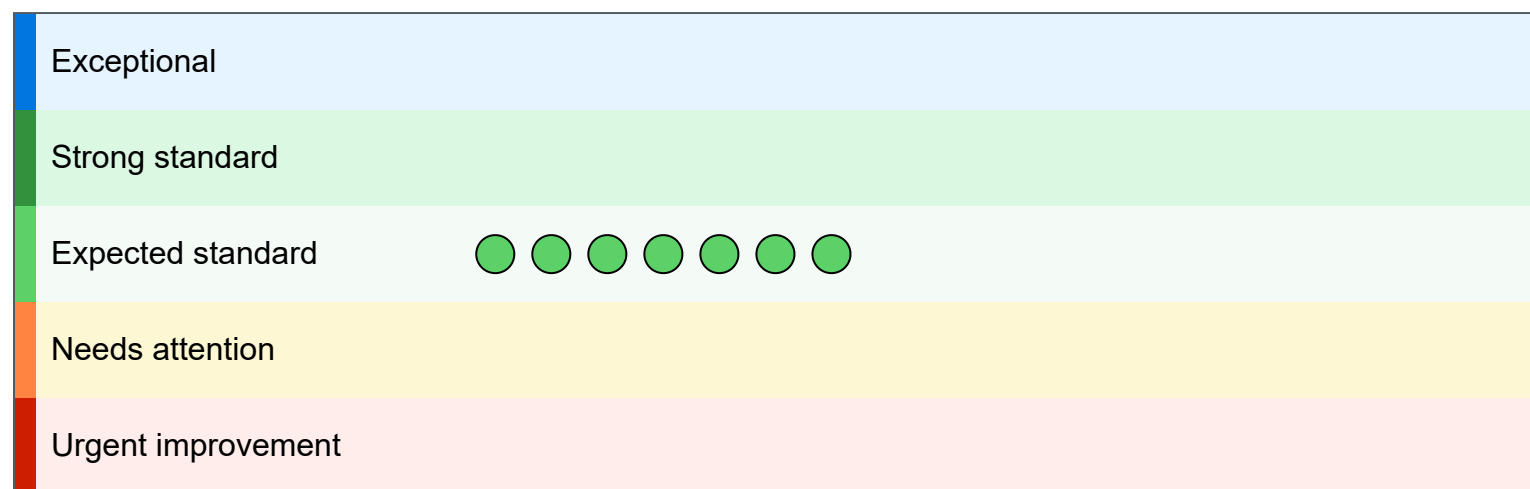 Exceptional
Strong standard
Expected standard
Needs attention
Urgent improvement